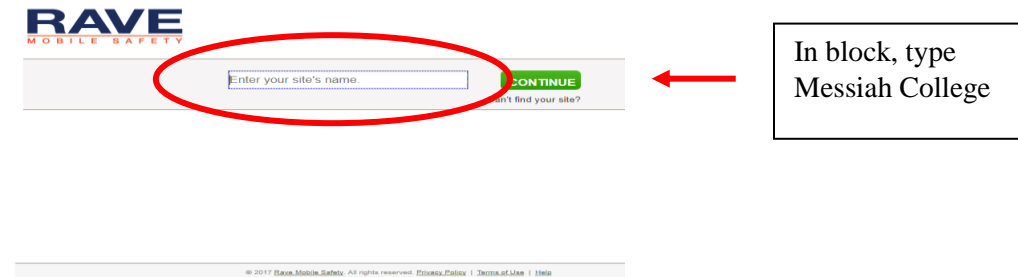 RAVE
MOBILE SAFETY
Enter your site's name.
CONTINUE
an't find your site?
In block, type
Messiah College
© 2017 Rave Mobile Safety. All rights reserved. Privacy Policy | Terms of Use | Help